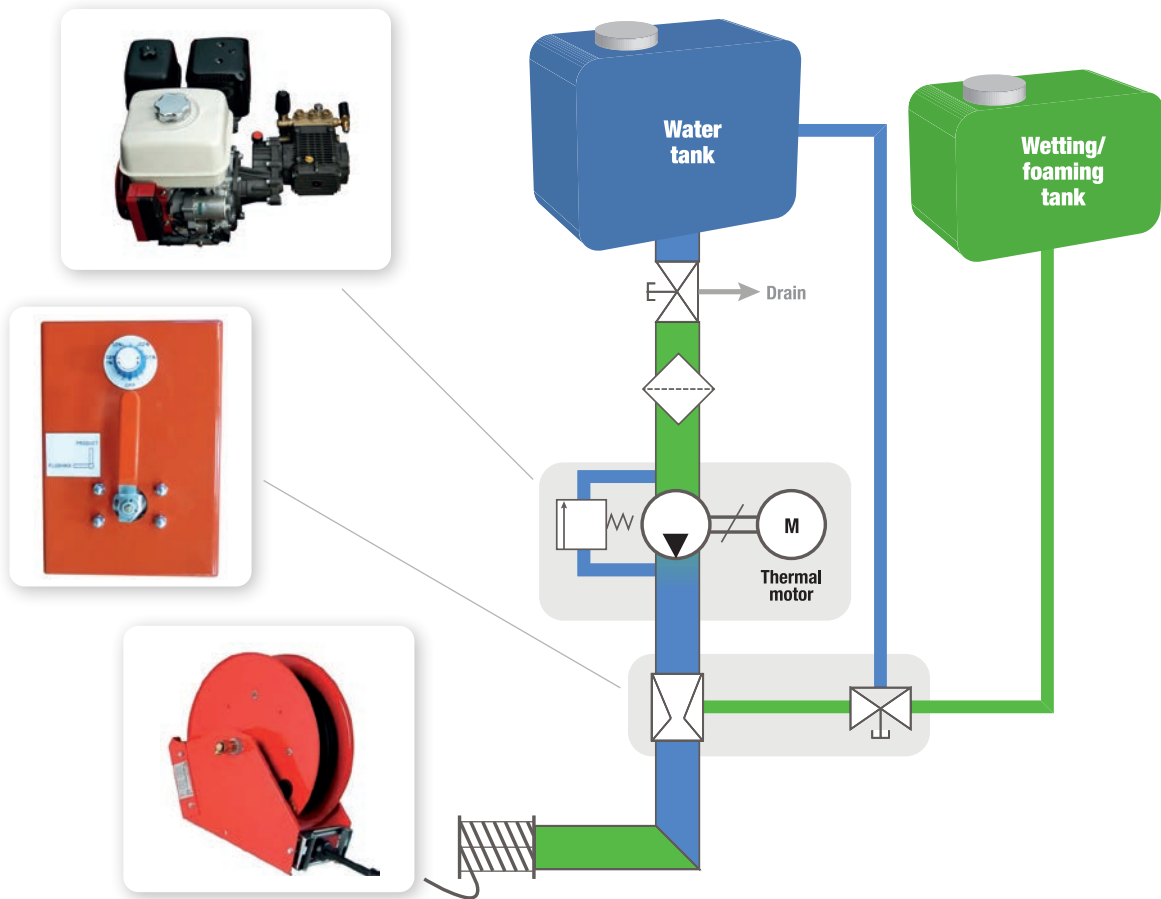 Water
tank
Wetting/
foaming
tank
Drain
M
Thermal
motor
OFF
PRODUCT
FLUSHING